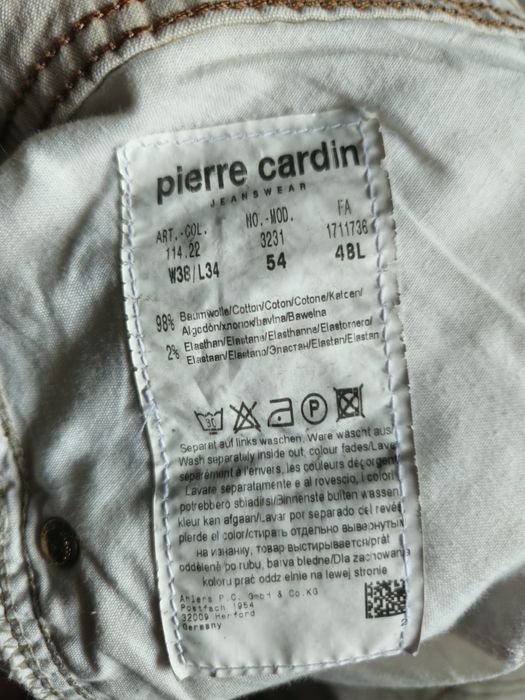 pierre cardin
JEANSWEAR
ART.-COL. NO.-MOD. FA
114.22 3231 1711736
W38/L34 54 48L
98% Baumwolle/Cotton/Coton/Cotone/Katoen/
Algodón/хлопок/bavlna/Bawełna
2% Elasthan/Elastane/Elasthanne/Elastomero/
Elastaan/Elastano/Эластан/Elastan/Elastan
30 P
Separat auf links waschen, Ware wäscht aus/
Wash separately inside out, colour fades/Laver
séparément à l'envers, les couleurs dégorgent
Lavare separatamente e al rovescio, i colori
potrebbero sbiadirsi/Binnenste buiten wassen
kleur kan afgaan/Lavar por separado del revés
pierde el color/стирать отдельно вывернутым
на изнанку, товар выстирывается/prát
odděleně po rubu, barva bledne/Dla zachowania
koloru prać oddzielnie na lewej stronie
Ahlers P.C. GmbH & Co.KG
Postfach 1954
32009 Herford
Germany
2